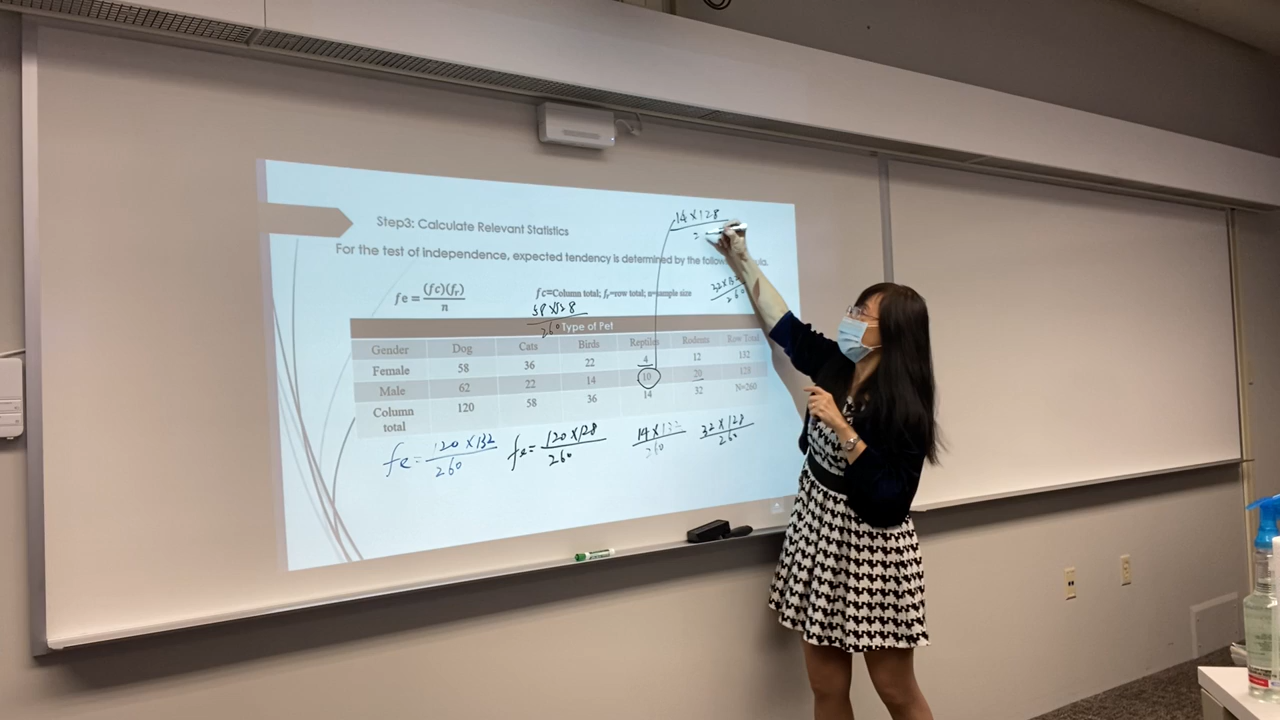 Step3: Calculate Relevant Statistics
14 x 128
For the test of independence, expected tendency is determined by the follow
fe = (fc)(fr) / n
fc=Column total; fr=row total; n=sample size
32 x 132 / 260
260
Type of Pet
Gender Dog Cats Birds Reptiles Rodents Row Total
Female 58 36 22 4 12 132
Male 62 22 14 10 20 128
Column total 120 58 36 14 32 N=260
fe = 120 x 132 / 260 fe = 120 x 128 / 260 14 x 132 / 260 32 x 128 / 260